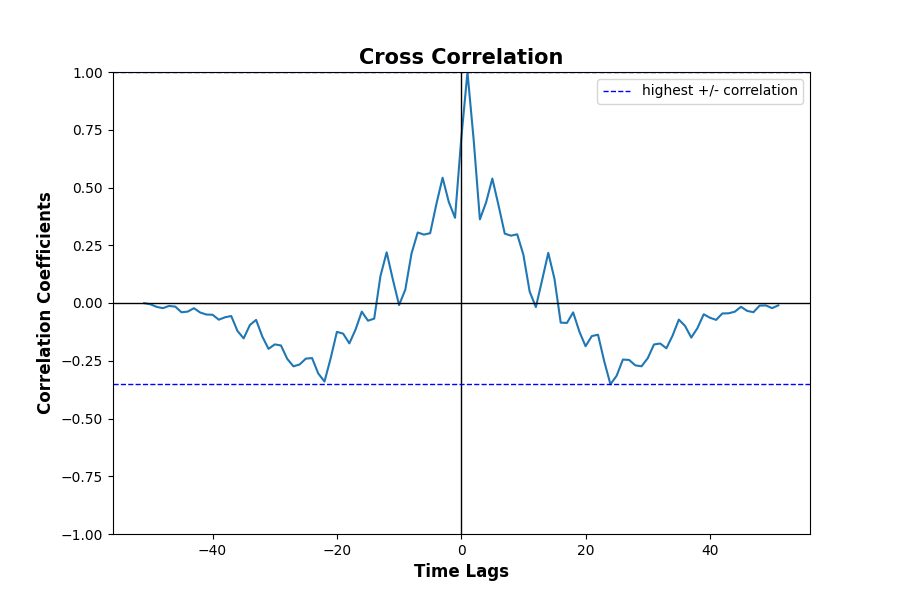 Cross Correlation
highest +/- correlation
1.00
0.75
0.50
0.25
0.00
−0.25
−0.50
−0.75
−1.00
Correlation Coefficients
−40 −20 0 20 40
Time Lags